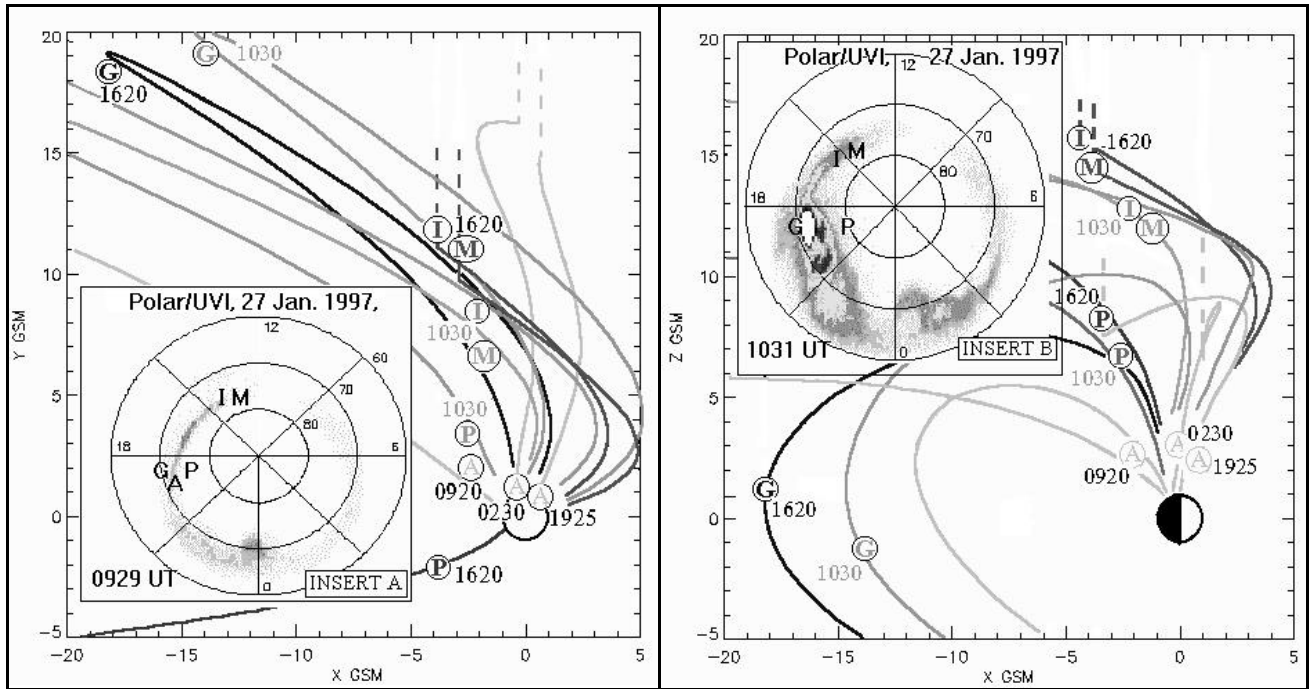 20
15
10
5
0
−5
Y GSM
−20
−15
−10
−5
0
5
X GSM
G
1620
G
1030
I
1620
M
I
1030
M
1030
P
A
0920
A
0230
A
1925
P
1620
Polar/UVI, 27 Jan. 1997,
12
60
70
80
I M
18
6
G P
A
0
0929 UT
INSERT A
20
15
10
5
0
−5
Z GSM
−20
−15
−10
−5
0
5
X GSM
Polar/UVI, 27 Jan. 1997
12
70
80
I M
18
6
G P
0
1031 UT
INSERT B
I
1620
M
I
1030
M
1620
P
P
1030
A
0230
A
0920
A
1925
G
1620
G
1030